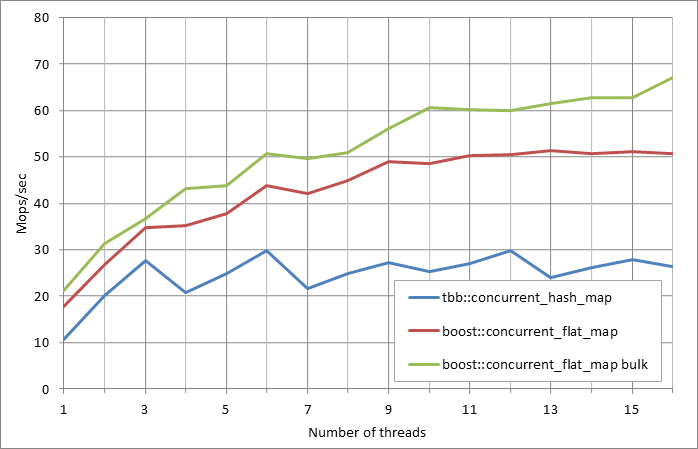 80
70
60
50
40
30
20
10
0
Mops/sec
tbb::concurrent_hash_map
boost::concurrent_flat_map
boost::concurrent_flat_map bulk
1 3 5 7 9 11 13 15
Number of threads